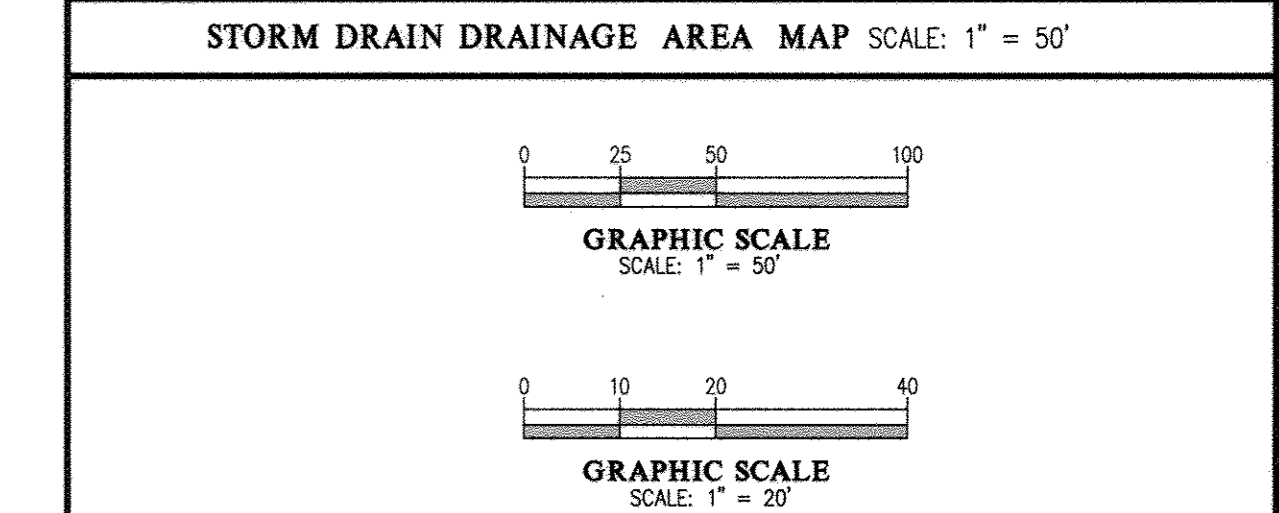 STORM DRAIN DRAINAGE AREA MAP SCALE: 1" = 50'
0 25 50 100
GRAPHIC SCALE
SCALE: 1" = 50'
0 10 20 40
GRAPHIC SCALE
SCALE: 1" = 20'